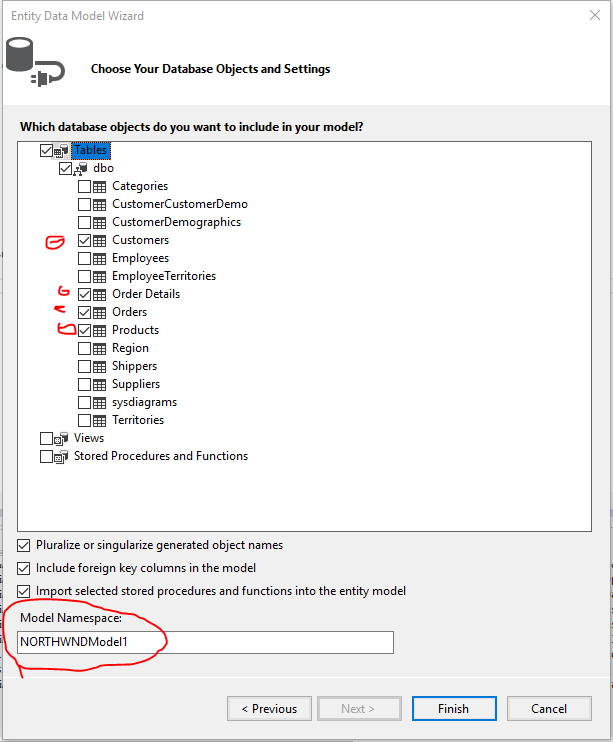 Entity Data Model Wizard
Choose Your Database Objects and Settings
Which database objects do you want to include in your model?
Tables
dbo
Categories
CustomerCustomerDemo
CustomerDemographics
Customers
Employees
EmployeeTerritories
Order Details
Orders
Products
Region
Shippers
Suppliers
sysdiagrams
Territories
Views
Stored Procedures and Functions
Pluralize or singularize generated object names
Include foreign key columns in the model
Import selected stored procedures and functions into the entity model
Model Namespace:
NORTHWNDModel1
< Previous Next > Finish Cancel